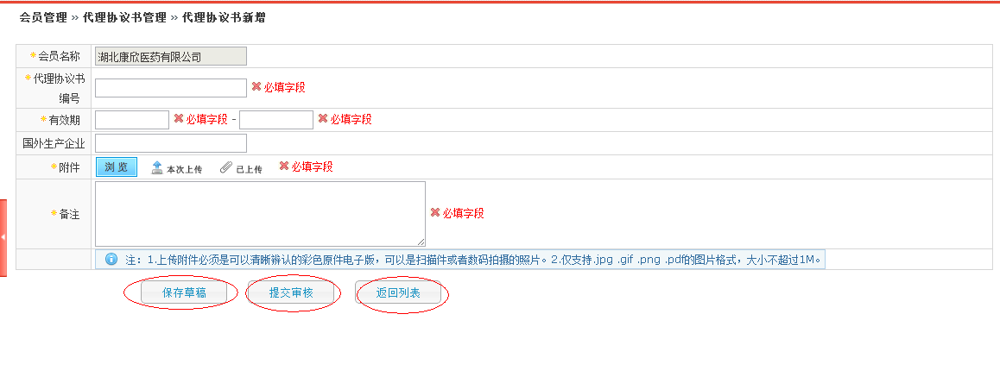 会员管理 » 代理协议书管理 » 代理协议书新增
*会员名称 湖北康欣医药有限公司
*代理协议书
编号 必填字段
*有效期 必填字段 - 必填字段
国外生产企业
*附件 浏览 本次上传 已上传 必填字段
*备注 必填字段
注：1.上传附件必须是可以清晰辨认的彩色原件电子版，可以是扫描件或者数码拍摄的照片。2.仅支持.jpg .gif .png .pdf的图片格式，大小不超过1M。
保存草稿 提交审核 返回列表